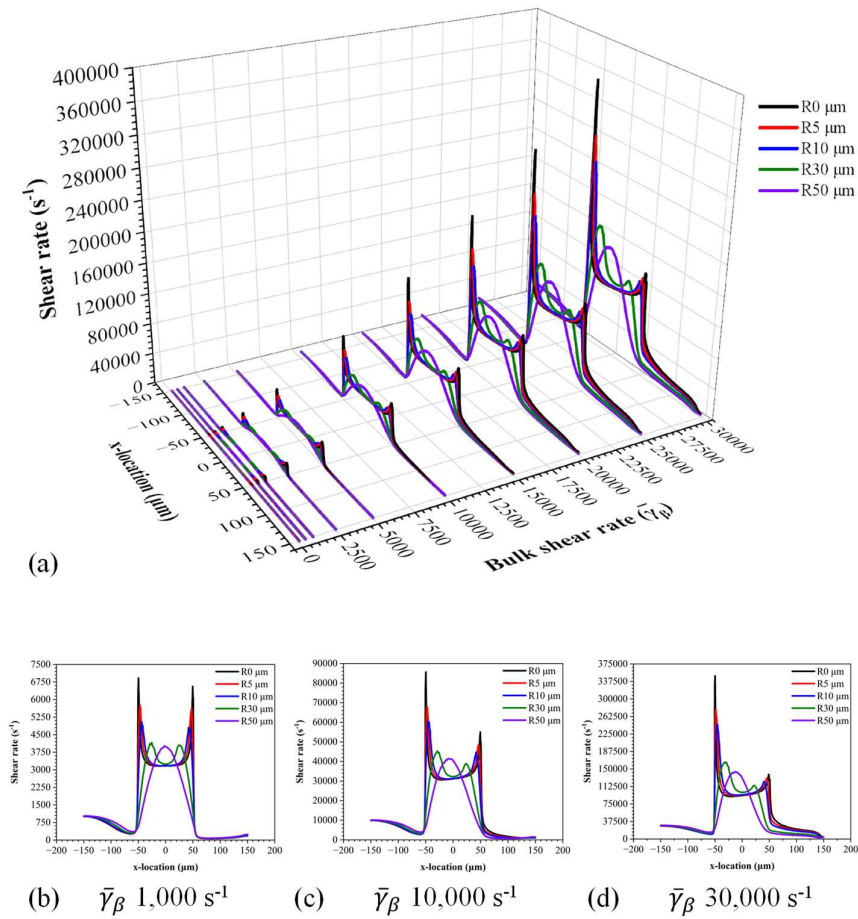 400000
360000
320000
280000
240000
200000
160000
120000
80000
40000
0
Shear rate (s⁻¹)
−150
−100
−50
0
50
100
150
x-location (μm)
0
2500
5000
7500
10000
12500
15000
17500
20000
22500
25000
27500
30000
Bulk shear rate (γ̄β)
R0 μm
R5 μm
R10 μm
R30 μm
R50 μm
(a)
7500
6750
6000
5250
4500
3750
3000
2250
1500
750
0
Shear rate (s⁻¹)
−200 −150 −100 −50 0 50 100 150 200
x-location (μm)
R0 μm
R5 μm
R10 μm
R30 μm
R50 μm
(b) γ̄β 1,000 s⁻¹
90000
80000
70000
60000
50000
40000
30000
20000
10000
0
Shear rate (s⁻¹)
−200 −150 −100 −50 0 50 100 150 200
x-location (μm)
R0 μm
R5 μm
R10 μm
R30 μm
R50 μm
(c) γ̄β 10,000 s⁻¹
375000
337500
300000
262500
225000
187500
150000
112500
75000
37500
0
Shear rate (s⁻¹)
−200 −150 −100 −50 0 50 100 150 200
x-location (μm)
R0 μm
R5 μm
R10 μm
R30 μm
R50 μm
(d) γ̄β 30,000 s⁻¹